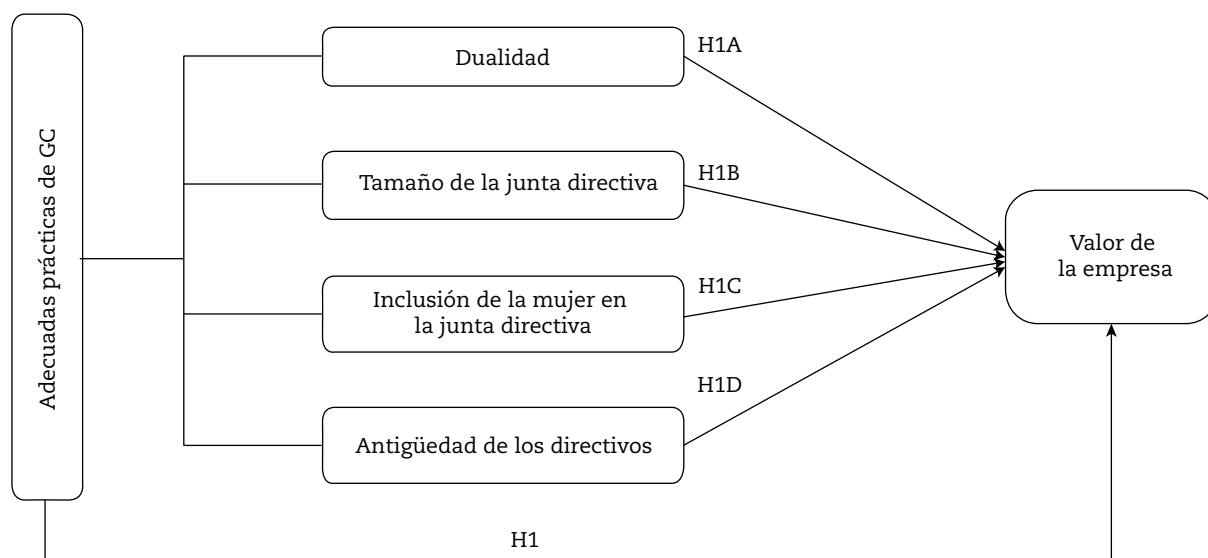 Adecuadas prácticas de GC
Dualidad
H1A
Tamaño de la junta directiva
H1B
Inclusión de la mujer en
la junta directiva
H1C
Antigüedad de los directivos
H1D
Valor de
la empresa
H1